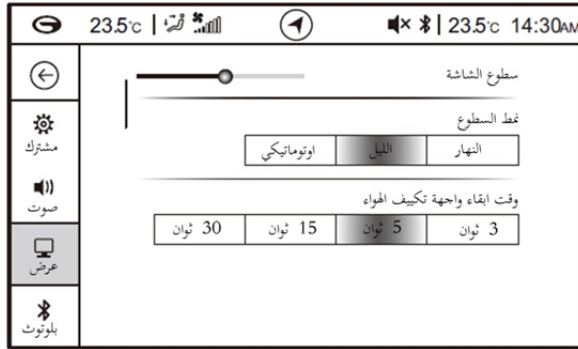 23.5°c 23.5°c 14:30AM
سطوع الشاشة
نمط السطوع
النهار الليل اوتوماتيكي
وقت ابقاء واجهة تكييف الهواء
3 ثوان 5 ثوان 15 ثوان 30 ثوان
مشترك
صوت
عرض
بلوتوث